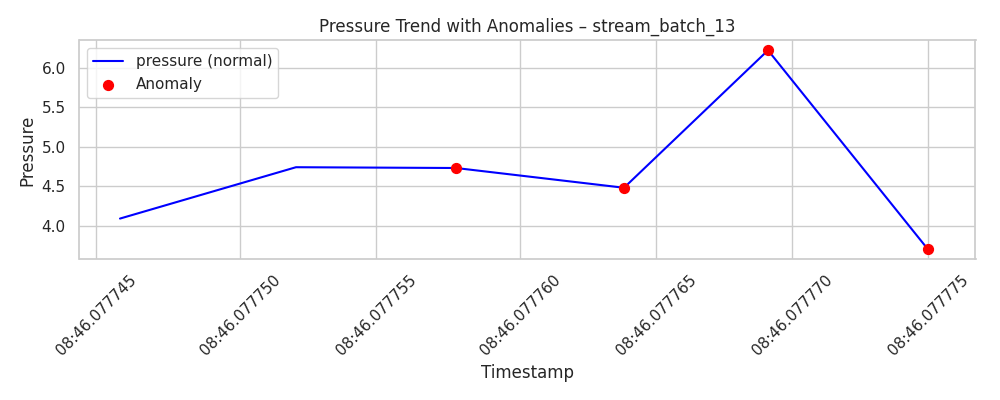 Pressure Trend with Anomalies – stream_batch_13
pressure (normal)
Anomaly
Pressure
6.0
5.5
5.0
4.5
4.0
08:46.077745
08:46.077750
08:46.077755
08:46.077760
08:46.077765
08:46.077770
08:46.077775
Timestamp